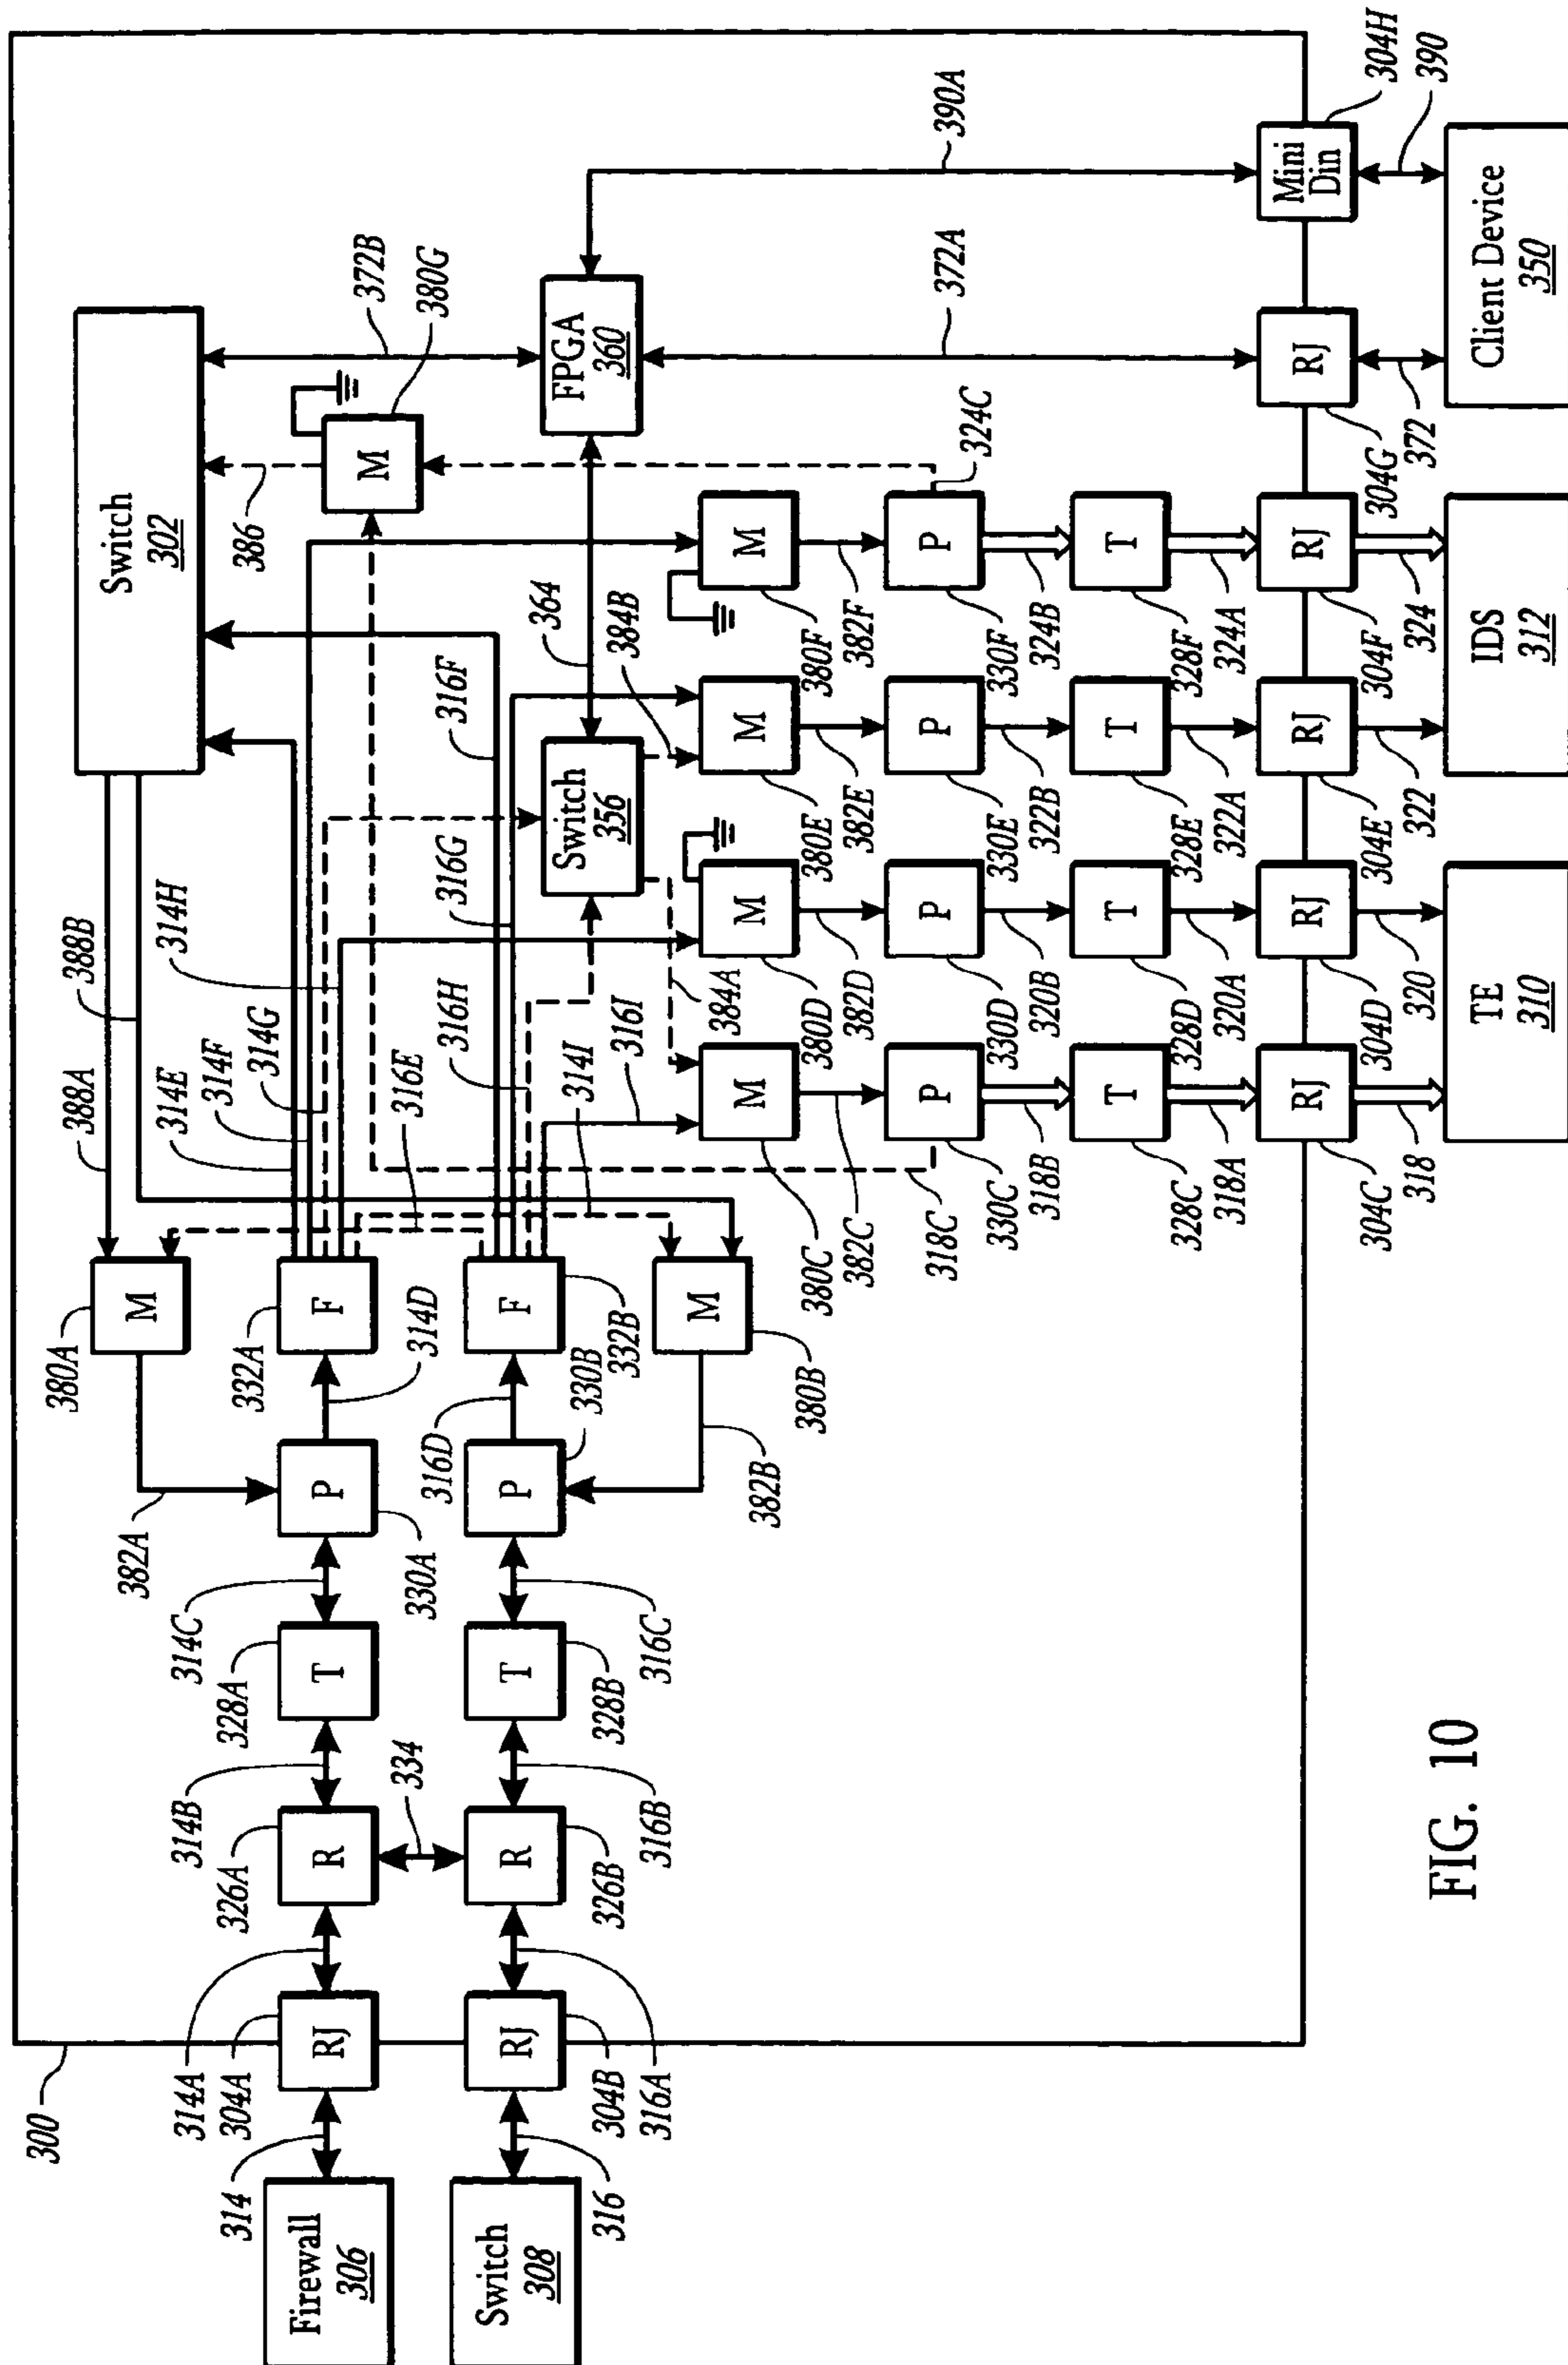 300
382A
380A
388A
388B
Switch
302
314
314A
304A
314B
326A
328A
314C
332A
314E
314F
314G
314H
386
372B
380G
M
Firewall
306
RJ
R
T
P
F
M
334
330A
314D
316E
316H
314I
316F
316G
316D
364
384B
390A
Switch
308
RJ
R
T
P
F
316I
Switch
356
FPGA
360
316
304B
316A
326B
316B
328B
316C
330B
332B
384A
M
M
M
M
M
382B
380B
380C
382C
380D
382D
380E
382E
380F
382F
372A
318C
P
P
P
P
324C
330C
318B
330D
320B
330E
322B
330F
324B
T
T
T
T
328C
318A
328D
320A
328E
322A
328F
324A
RJ
RJ
RJ
RJ
RJ
Mini
Din
304C
318
304D
320
304E
322
304F
324
304G
372
304H
390
TE
310
IDS
312
Client Device
350
FIG. 10